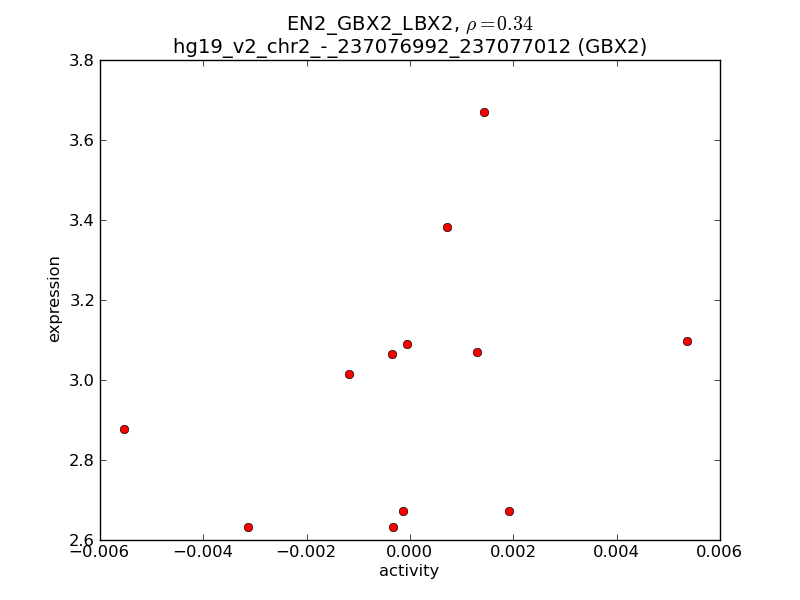 EN2_GBX2_LBX2, ρ = 0.34
hg19_v2_chr2_-_237076992_237077012 (GBX2)
3.8
3.6
3.4
3.2
3.0
2.8
2.6
expression
−0.006 −0.004 −0.002 0.000 0.002 0.004 0.006
activity